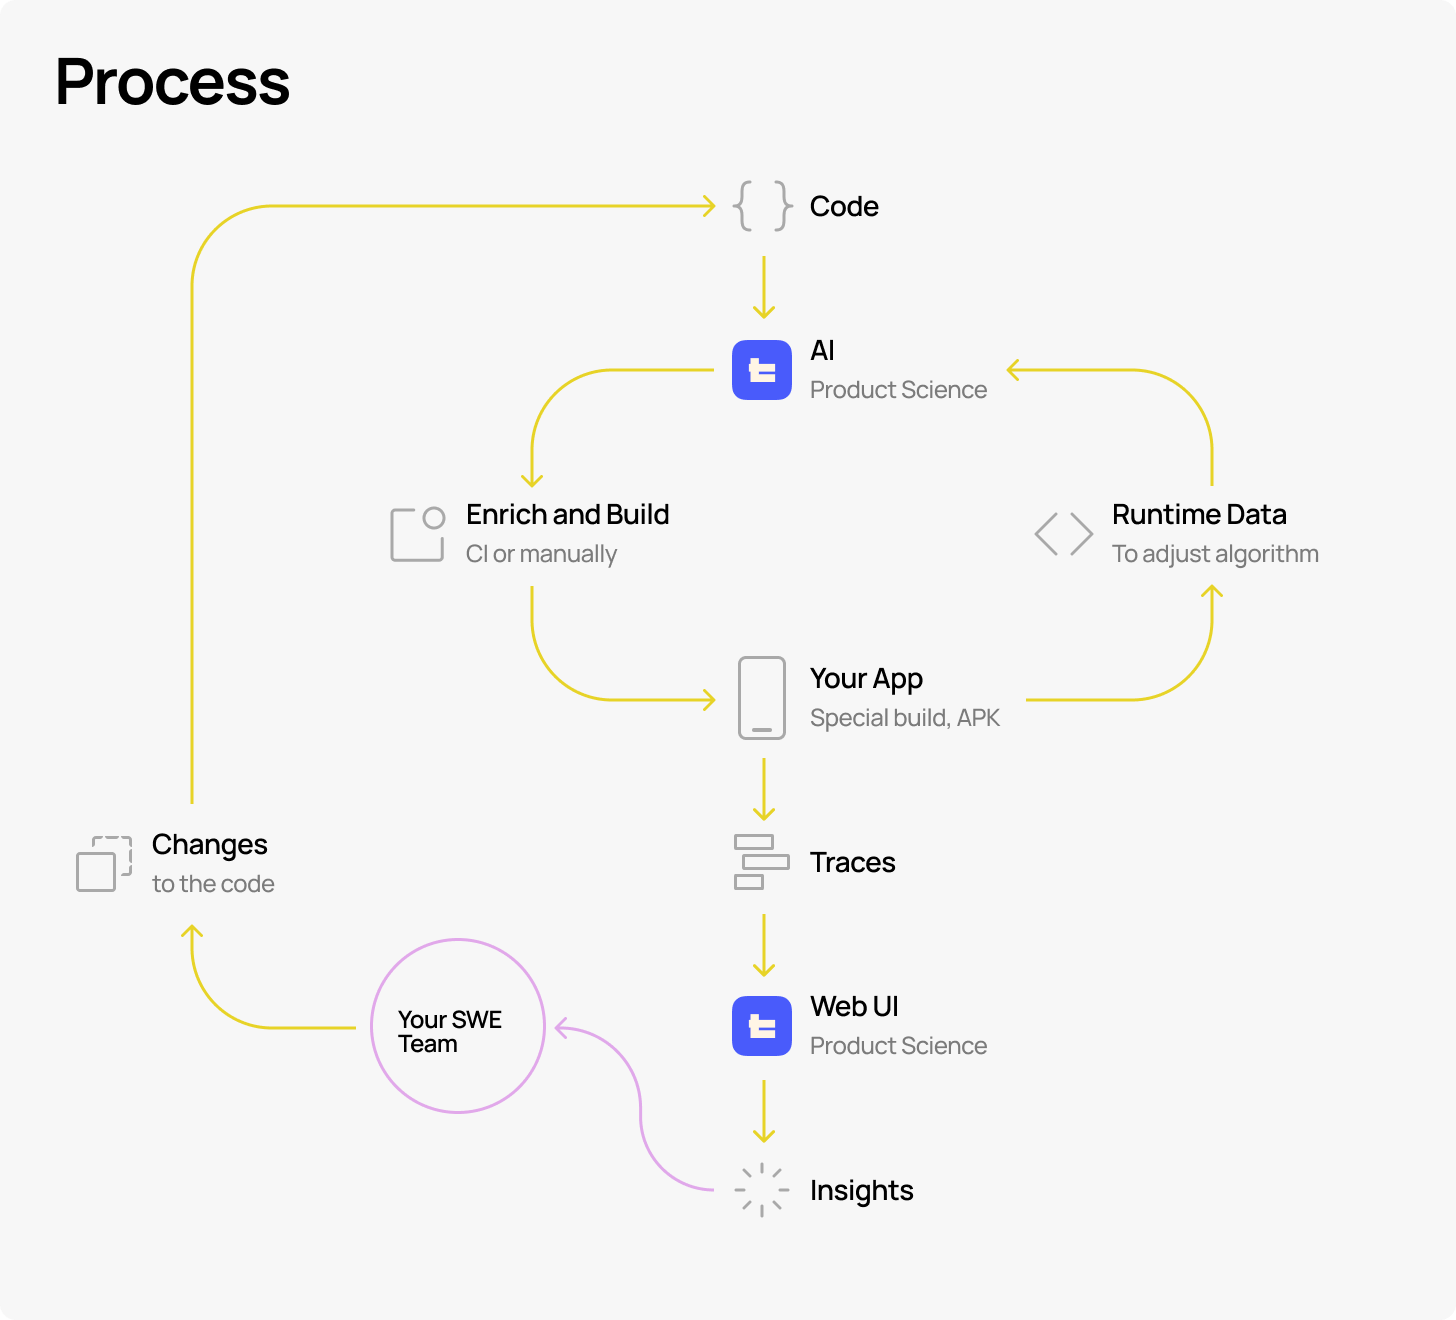 Process
Code
AI
Product Science
Enrich and Build
CI or manually
Runtime Data
To adjust algorithm
Your App
Special build, APK
Changes
to the code
Traces
Your SWE
Team
Web UI
Product Science
Insights